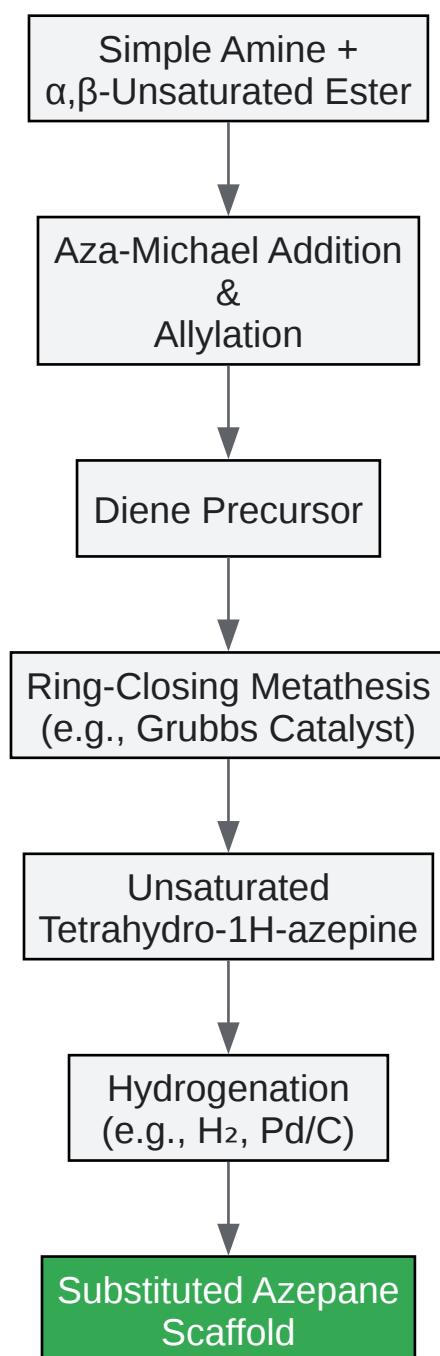 Simple Amine +
α,β-Unsaturated Ester
Aza-Michael Addition
&
Allylation
Diene Precursor
Ring-Closing Metathesis
(e.g., Grubbs Catalyst)
Unsaturated
Tetrahydro-1H-azepine
Hydrogenation
(e.g., H₂, Pd/C)
Substituted Azepane
Scaffold